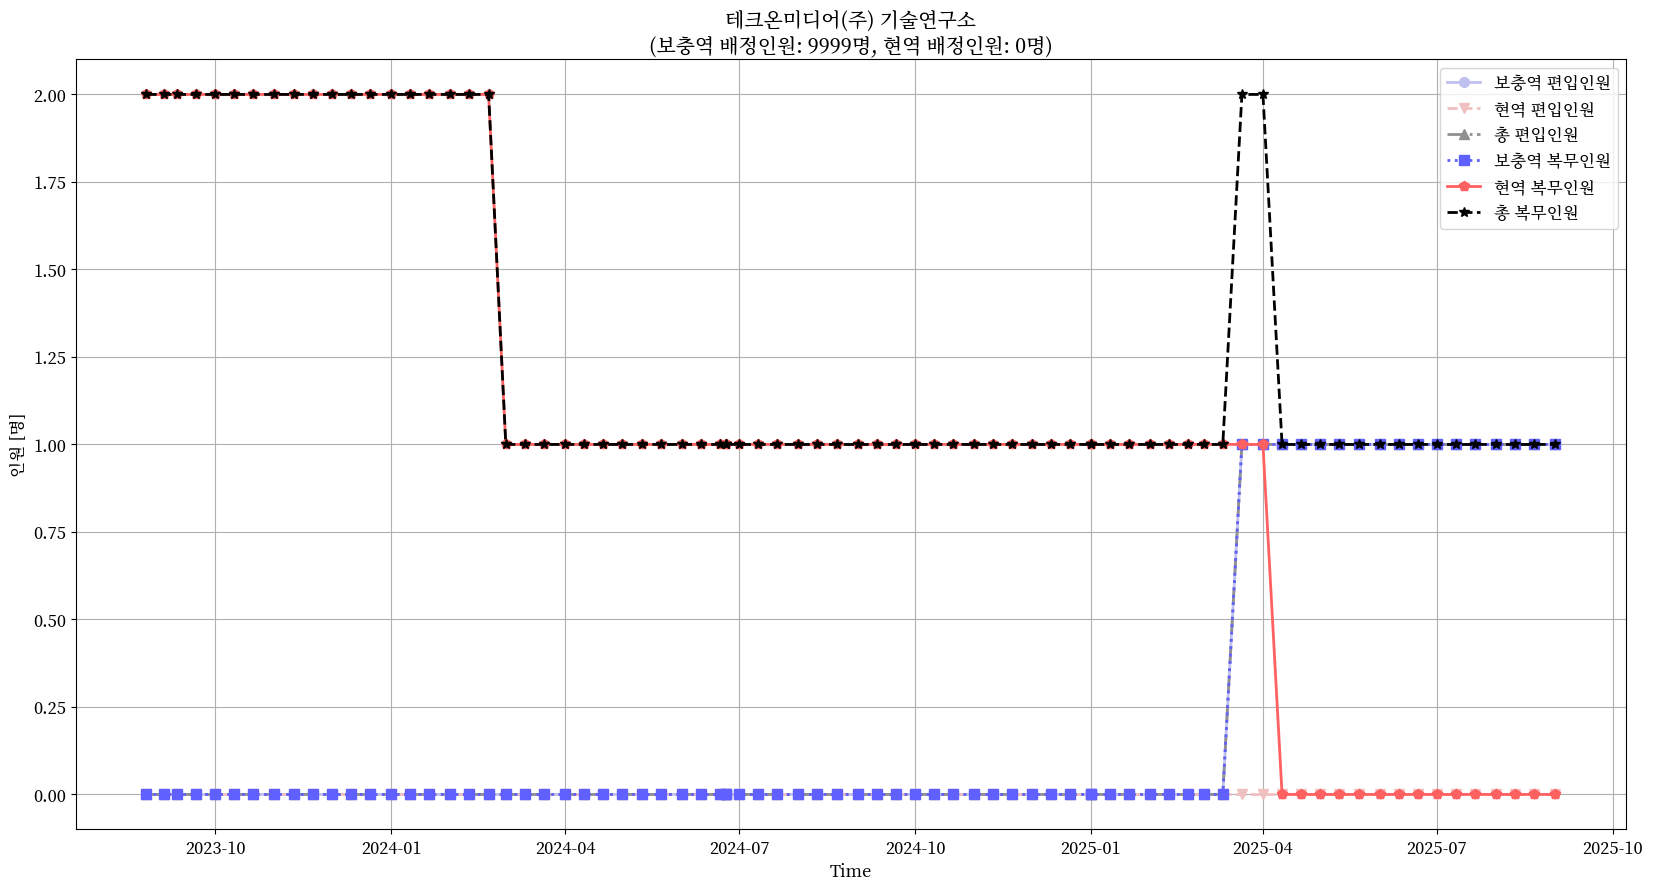 테크온미디어(주) 기술연구소
(보충역 배정인원: 9999명, 현역 배정인원: 0명)
보충역 편입인원
현역 편입인원
총 편입인원
보충역 복무인원
현역 복무인원
총 복무인원
인원 [명]
2.00
1.75
1.50
1.25
1.00
0.75
0.50
0.25
0.00
2023-10
2024-01
2024-04
2024-07
2024-10
2025-01
2025-04
2025-07
2025-10
Time